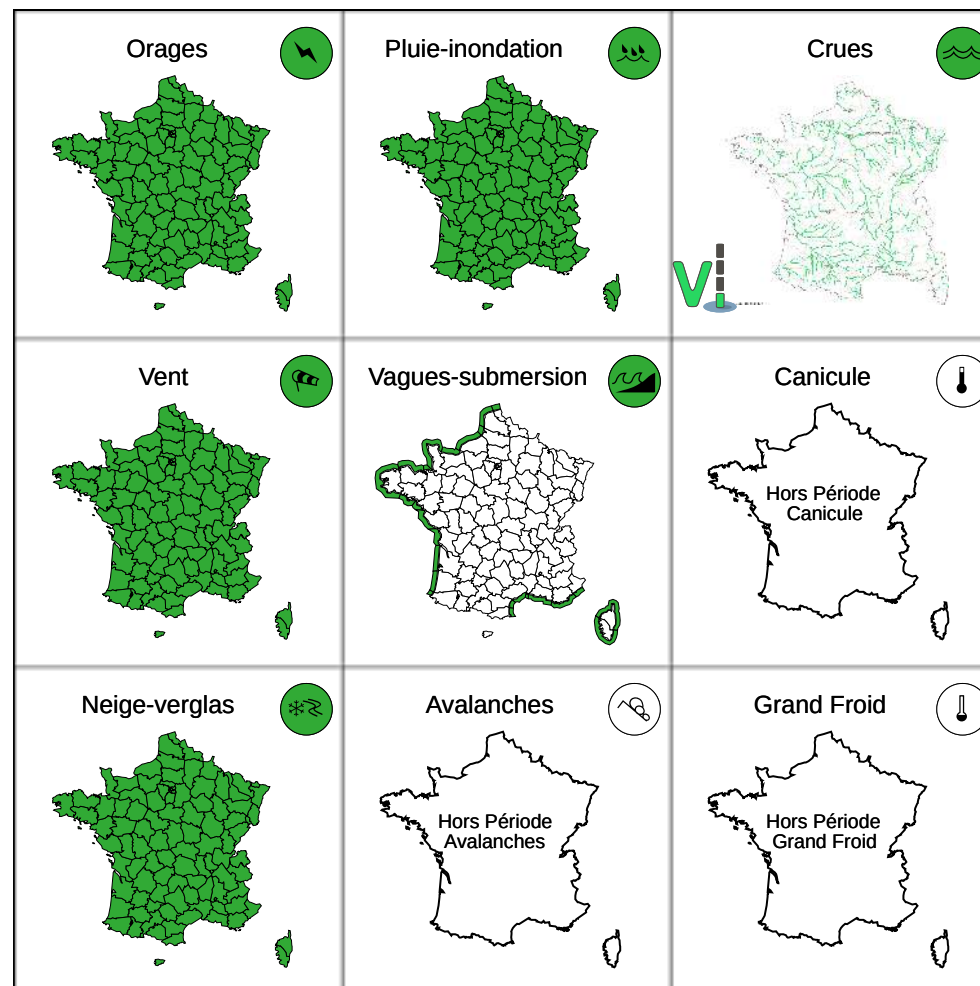 Orages
Pluie-inondation
Crues
Vent
Vagues-submersion
Canicule
Hors Période
Canicule
Neige-verglas
Avalanches
Grand Froid
Hors Période
Avalanches
Hors Période
Grand Froid